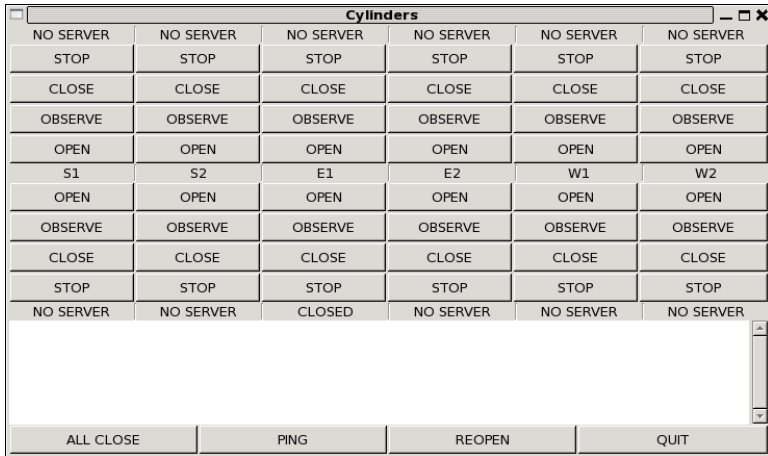 Cylinders
NO SERVER NO SERVER NO SERVER NO SERVER NO SERVER NO SERVER
STOP STOP STOP STOP STOP STOP
CLOSE CLOSE CLOSE CLOSE CLOSE CLOSE
OBSERVE OBSERVE OBSERVE OBSERVE OBSERVE OBSERVE
OPEN OPEN OPEN OPEN OPEN OPEN
S1 S2 E1 E2 W1 W2
OPEN OPEN OPEN OPEN OPEN OPEN
OBSERVE OBSERVE OBSERVE OBSERVE OBSERVE OBSERVE
CLOSE CLOSE CLOSE CLOSE CLOSE CLOSE
STOP STOP STOP STOP STOP STOP
NO SERVER NO SERVER CLOSED NO SERVER NO SERVER NO SERVER
ALL CLOSE PING REOPEN QUIT